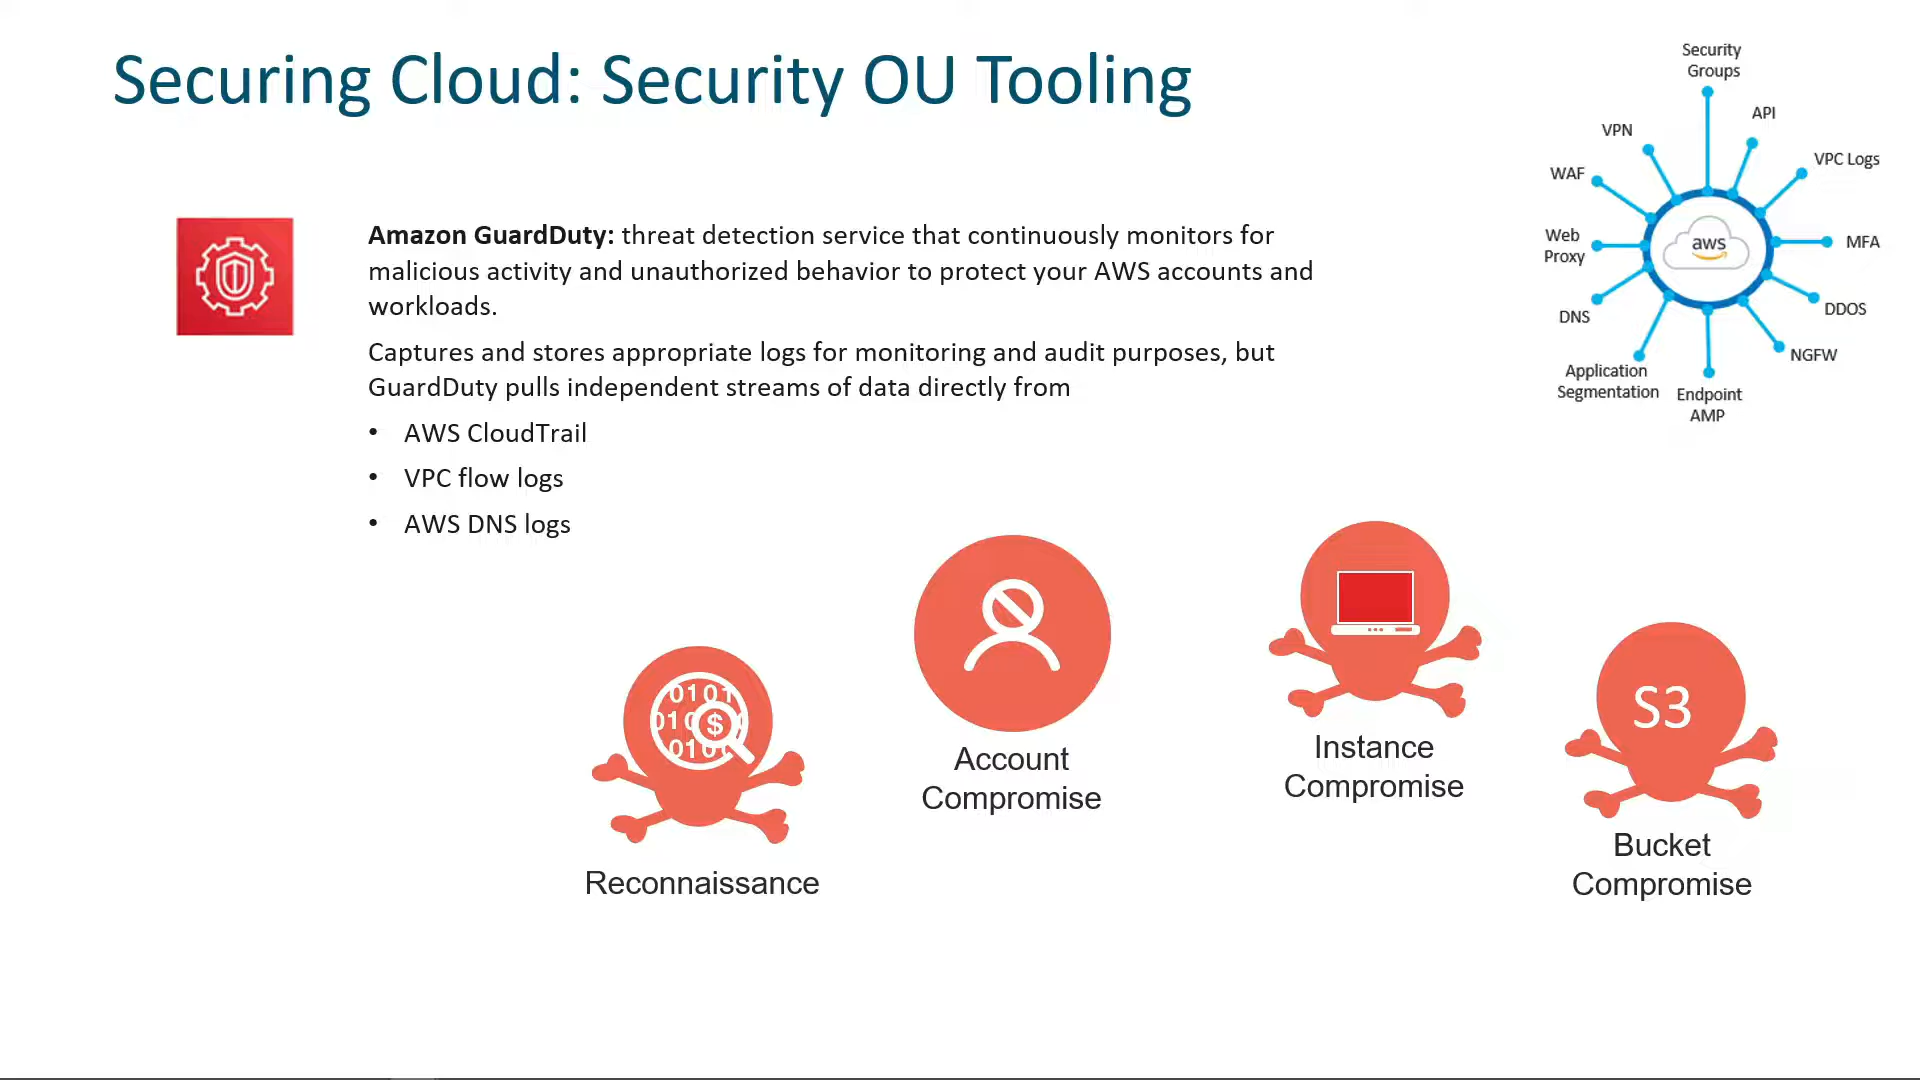 Securing Cloud: Security OU Tooling
Amazon GuardDuty: threat detection service that continuously monitors for
malicious activity and unauthorized behavior to protect your AWS accounts and
workloads.
Captures and stores appropriate logs for monitoring and audit purposes, but
GuardDuty pulls independent streams of data directly from
• AWS CloudTrail
• VPC flow logs
• AWS DNS logs
Security
Groups
API
VPN
VPC Logs
WAF
Web
Proxy
aws
MFA
DNS
DDOS
NGFW
Application
Segmentation
Endpoint
AMP
0101
010
$
010
Reconnaissance
Account
Compromise
Instance
Compromise
S3
Bucket
Compromise